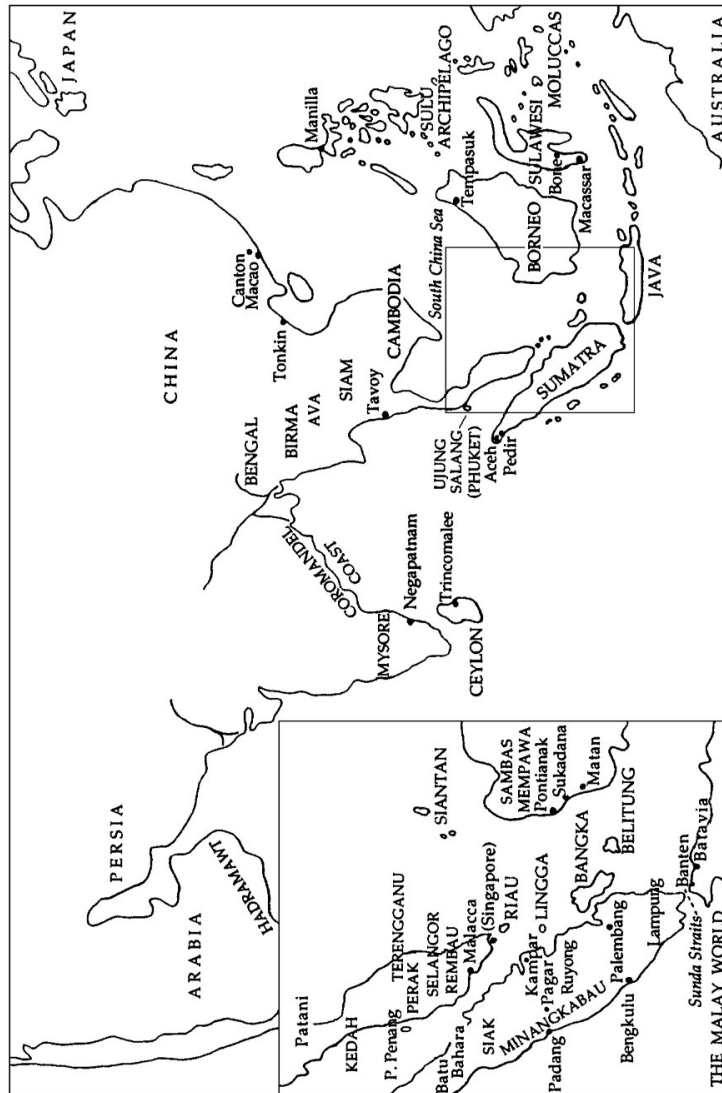 JAPAN
CHINA
Canton
Macao
Tonkin
Manilla
SULU
ARCHIPELAGO
MOLUCCAS
SULAWESI
Bone
Macassar
Tempasuk
BORNEO
South China Sea
AUSTRALIA
JAVA
SUMATRA
CAMBODIA
SIAM
Tavoy
BIRMA
AVA
BENGAL
UJUNG
SALANG
(PHUKET)
Aceh
Pedir
COROMANDEL
COAST
Negapatnam
Trincomalee
MYSORE
CEYLON
PERSIA
ARABIA
HADRAMAWT
Patani
KEDAH
TERENGGANU
P. Penang
PERAK
SELANGOR
REMBAU
Malacca
(Singapore)
RIAU
LINGGA
SIANTAN
SAMBAS
MEMPAWA
Pontianak
Sukadana
Matan
BANGKA
BELITUNG
Batu
Bahara
SIAK
Kampar
Pagar
Ruyong
MINANGKABAU
Padang
Palembang
Bengkulu
Lampung
Banten
Batavia
Sunda Straits
THE MALAY WORLD